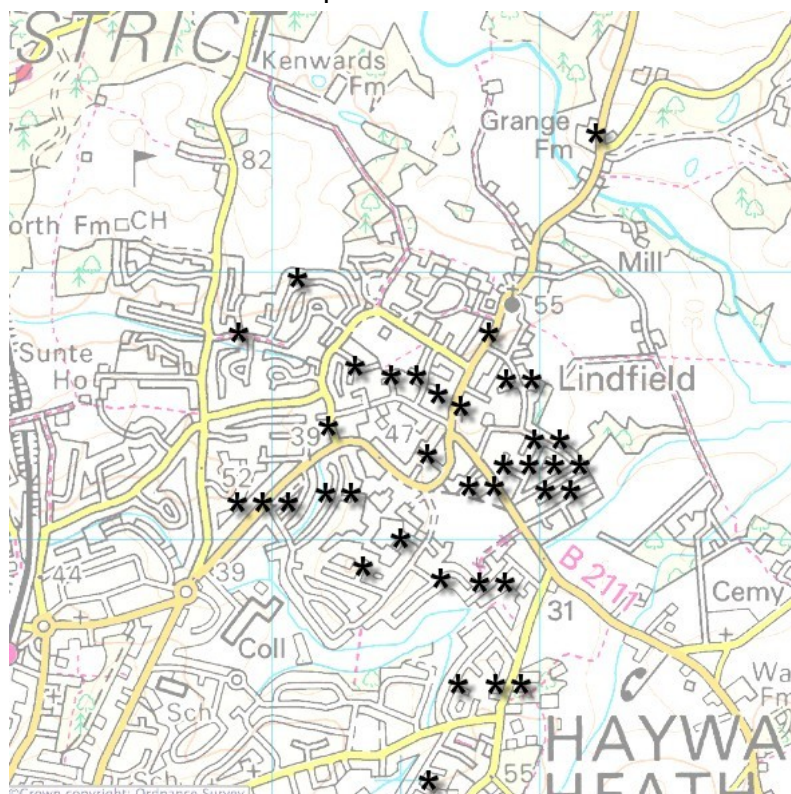 STRICT
Kenwards
Fm
Grange
Fm
82
orth Fm
CH
Mill
55
Sunte
Ho
Lindfield
39
47
52
B 2111
44
39
31
Cemy
Coll
Wa
Fm
Sch
HAYWA
HEATH
Sch
55
©Crown copyright: Ordnance Survey